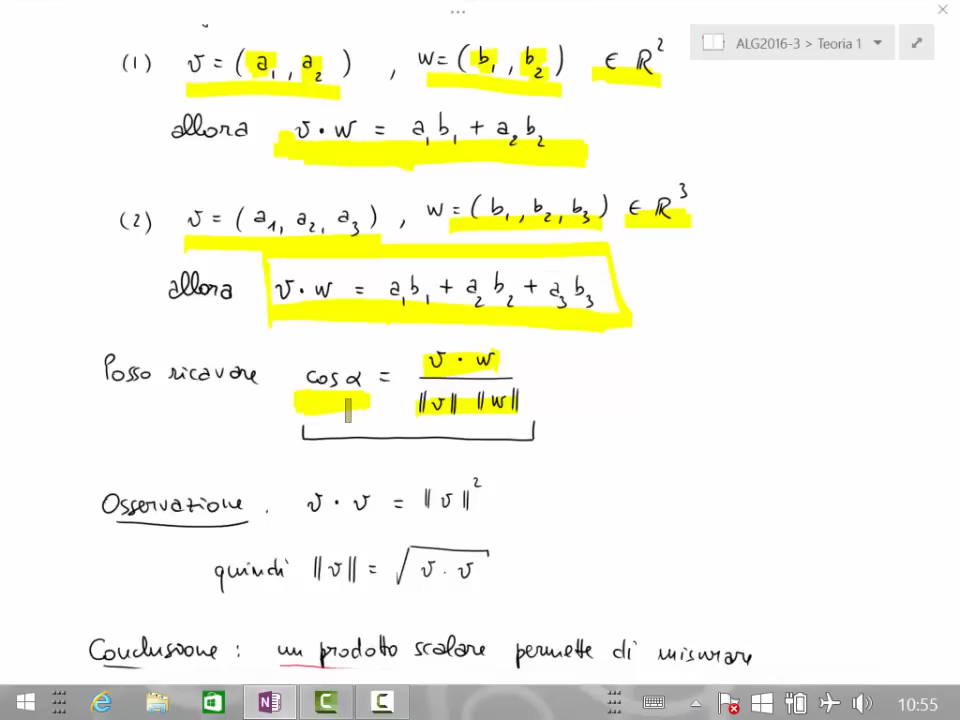 ...
ALG2016-3 > Teoria 1
(1) v = (a₁, a₂) , w = (b₁, b₂) ∈ ℝ²
allora v · w = a₁b₁ + a₂b₂
(2) v = (a₁, a₂, a₃) , w = (b₁, b₂, b₃) ∈ ℝ³
allora v · w = a₁b₁ + a₂b₂ + a₃b₃
Posso ricavare cos α = v · w / ‖v‖ ‖w‖
Osservazione . v · v = ‖v‖²
quindi ‖v‖ = √v · v
Conclusione : un prodotto scalare permette di misurare
10:55